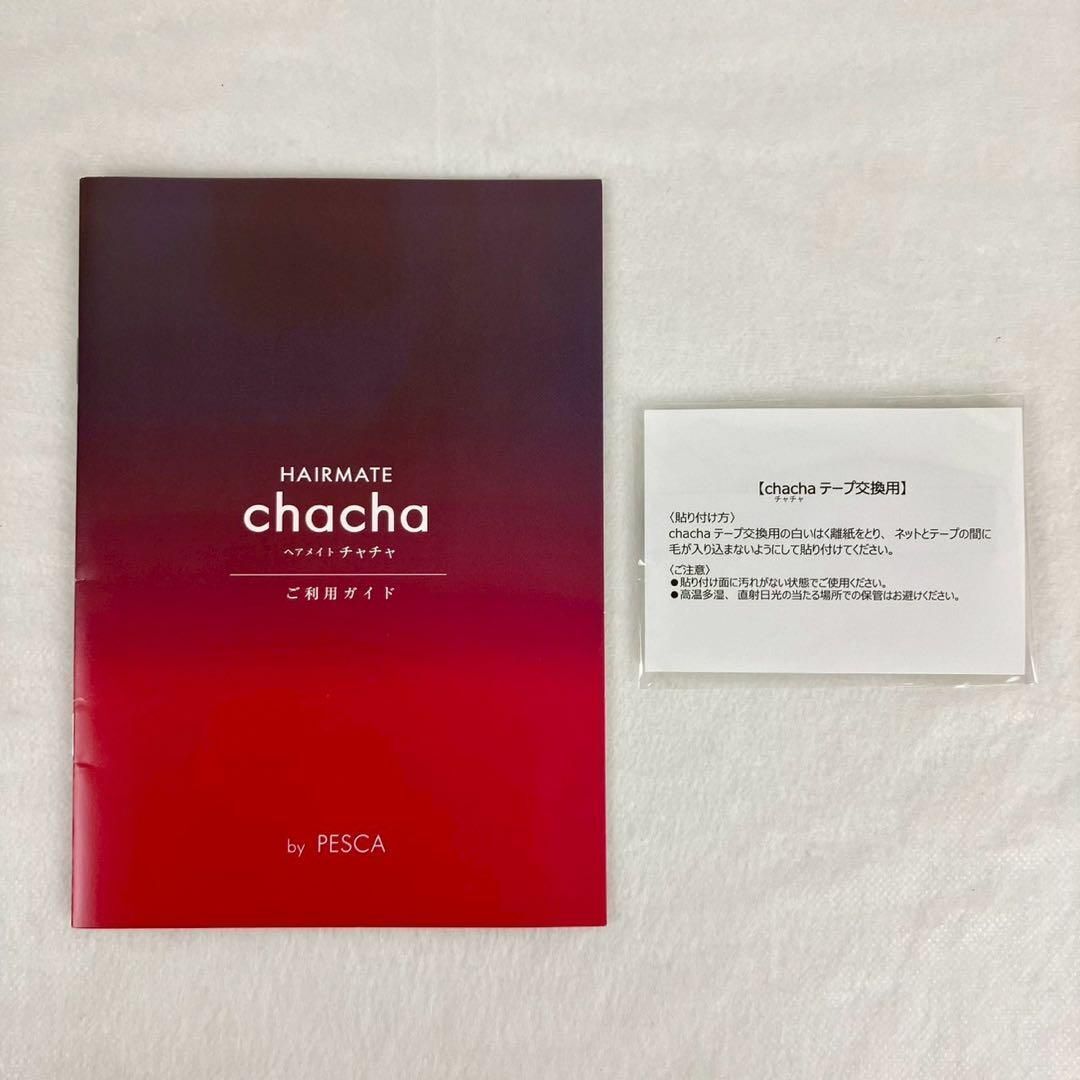 HAIRMATE
chacha
ヘアメイト チャチャ
ご利用ガイド
by PESCA
【chacha テープ交換用】
チャチャ
〈貼り付け方〉
chacha テープ交換用の白いはく離紙をとり、ネットとテープの間に
毛が入り込まないようにして貼り付けてください。
〈ご注意〉
●貼り付け面に汚れがない状態でご使用ください。
●高温多湿、直射日光の当たる場所での保管はお避けください。